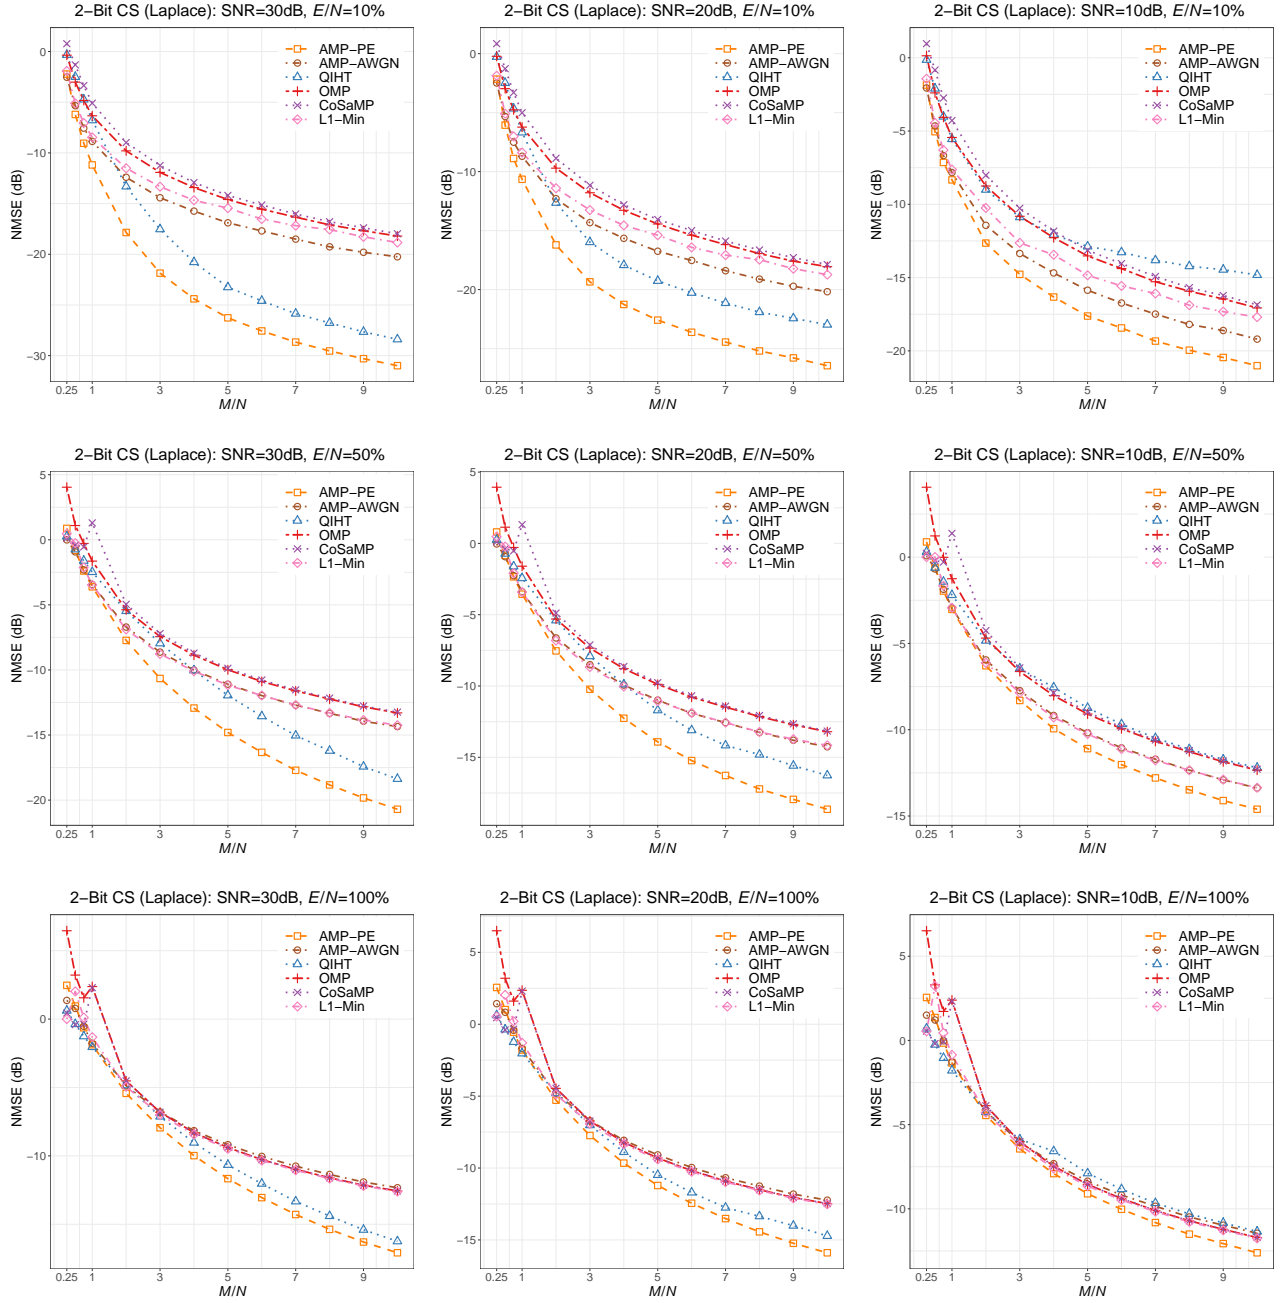 2−Bit CS (Laplace): SNR=30dB, E/N=10%
NMSE (dB)
0
−10
−20
−30
AMP−PE
AMP−AWGN
QIHT
OMP
CoSaMP
L1−Min
0.25 1 3 5 7 9
M/N
2−Bit CS (Laplace): SNR=20dB, E/N=10%
NMSE (dB)
0
−10
−20
AMP−PE
AMP−AWGN
QIHT
OMP
CoSaMP
L1−Min
0.25 1 3 5 7 9
M/N
2−Bit CS (Laplace): SNR=10dB, E/N=10%
NMSE (dB)
0
−5
−10
−15
−20
AMP−PE
AMP−AWGN
QIHT
OMP
CoSaMP
L1−Min
0.25 1 3 5 7 9
M/N
2−Bit CS (Laplace): SNR=30dB, E/N=50%
NMSE (dB)
5
0
−5
−10
−15
−20
AMP−PE
AMP−AWGN
QIHT
OMP
CoSaMP
L1−Min
0.25 1 3 5 7 9
M/N
2−Bit CS (Laplace): SNR=20dB, E/N=50%
NMSE (dB)
5
0
−5
−10
−15
AMP−PE
AMP−AWGN
QIHT
OMP
CoSaMP
L1−Min
0.25 1 3 5 7 9
M/N
2−Bit CS (Laplace): SNR=10dB, E/N=50%
NMSE (dB)
0
−5
−10
−15
AMP−PE
AMP−AWGN
QIHT
OMP
CoSaMP
L1−Min
0.25 1 3 5 7 9
M/N
2−Bit CS (Laplace): SNR=30dB, E/N=100%
NMSE (dB)
0
−10
AMP−PE
AMP−AWGN
QIHT
OMP
CoSaMP
L1−Min
0.25 1 3 5 7 9
M/N
2−Bit CS (Laplace): SNR=20dB, E/N=100%
NMSE (dB)
5
0
−5
−10
−15
AMP−PE
AMP−AWGN
QIHT
OMP
CoSaMP
L1−Min
0.25 1 3 5 7 9
M/N
2−Bit CS (Laplace): SNR=10dB, E/N=100%
NMSE (dB)
5
0
−5
−10
AMP−PE
AMP−AWGN
QIHT
OMP
CoSaMP
L1−Min
0.25 1 3 5 7 9
M/N